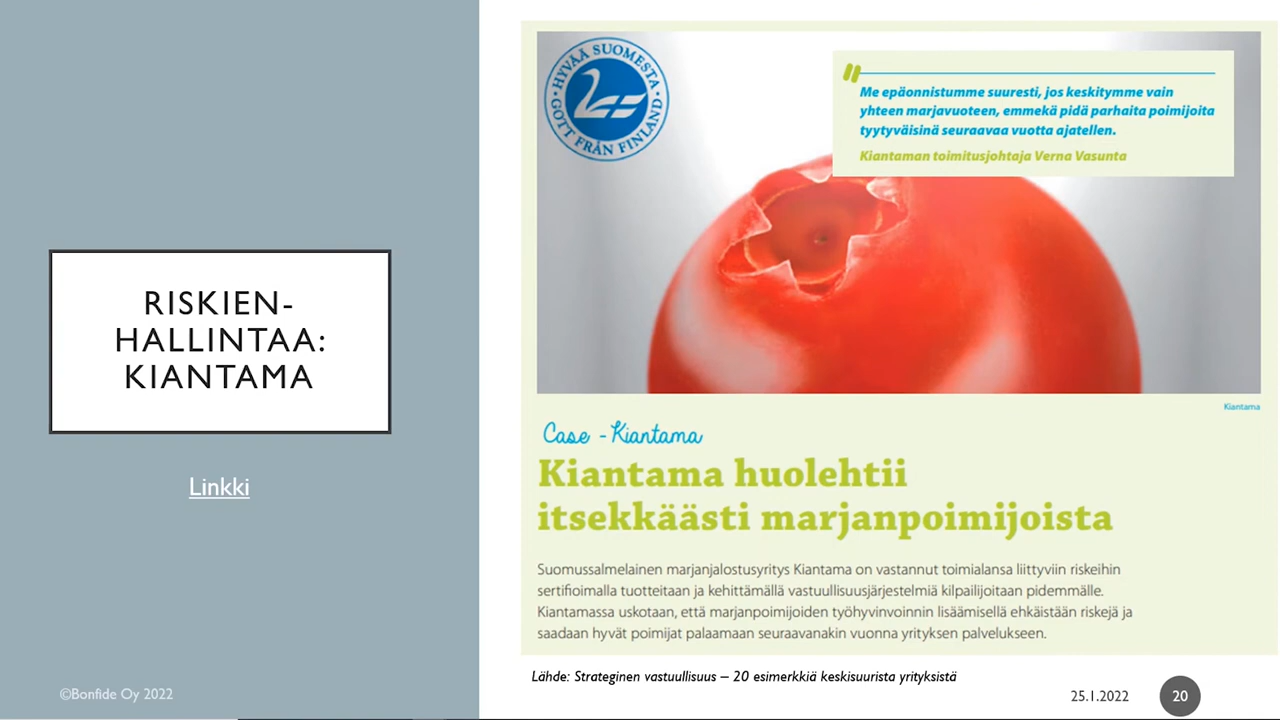 RISKIEN-
HALLINTAA:
KIANTAMA
Linkki
©Bonfide Oy 2022
HYVÄÄ SUOMESTA
GOTT FRÅN FINLAND
Me epäonnistumme suuresti, jos keskitymme vain
yhteen marjavuoteen, emmekä pidä parhaita poimijoita
tyytyväisinä seuraavaa vuotta ajatellen.
Kiantaman toimitusjohtaja Verna Vasunta
Kiantama
Case - Kiantama
Kiantama huolehtii
itsekkäästi marjanpoimijoista
Suomussalmelainen marjanjalostusyritys Kiantama on vastannut toimialansa liittyviin riskeihin
sertifioimalla tuotteitaan ja kehittämällä vastuullisuusjärjestelmiä kilpailijoitaan pidemmälle.
Kiantamassa uskotaan, että marjanpoimijoiden työhyvinvoinnin lisäämisellä ehkäistään riskejä ja
saadaan hyvät poimijat palaamaan seuraavanakin vuonna yrityksen palvelukseen.
Lähde: Strateginen vastuullisuus – 20 esimerkkiä keskisuurista yrityksistä
25.1.2022
20